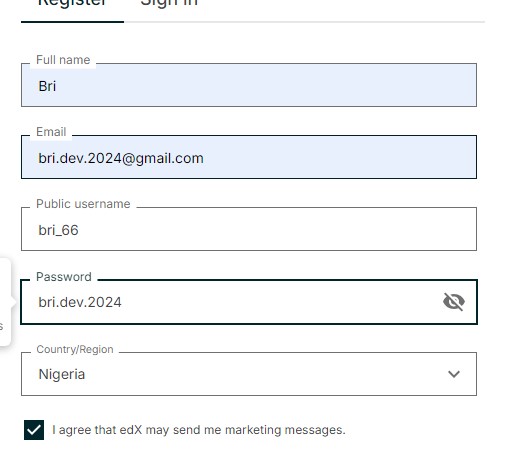 Register Sign In
Full name
Bri
Email
bri.dev.2024@gmail.com
Public username
bri_66
Password
bri.dev.2024
s
Country/Region
Nigeria
I agree that edX may send me marketing messages.